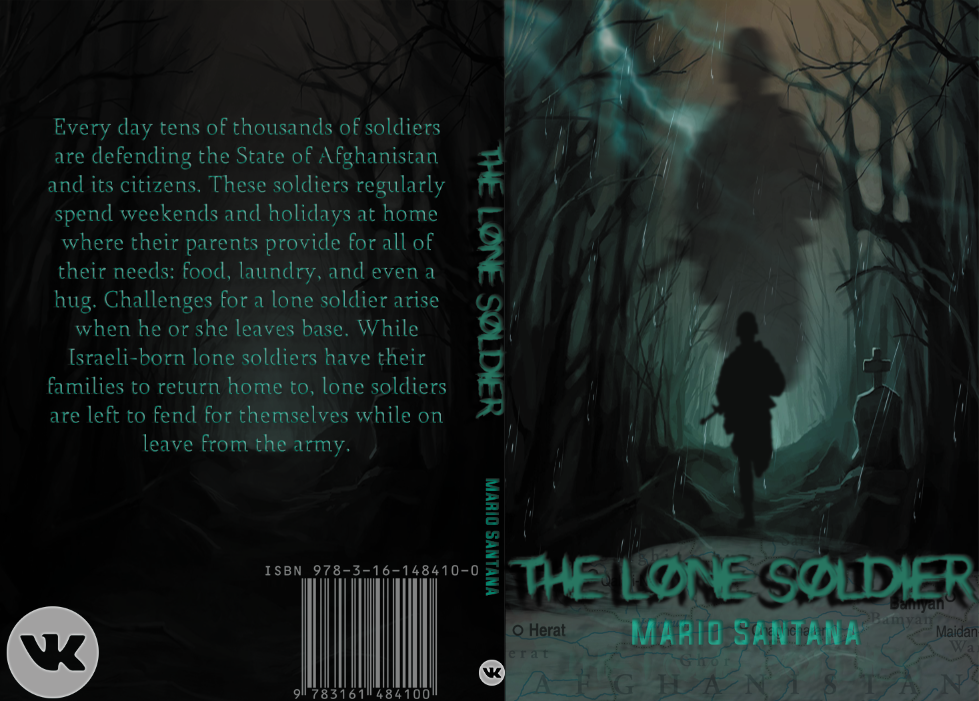 Every day tens of thousands of soldiers
are defending the State of Afghanistan
and its citizens. These soldiers regularly
spend weekends and holidays at home
where their parents provide for all of
their needs: food, laundry, and even a
hug. Challenges for a lone soldier arise
when he or she leaves base. While
Israeli-born lone soldiers have their
families to return home to, lone soldiers
are left to fend for themselves while on
leave from the army.
ISBN 978-3-16-148410-0
9 783161 484100
THE LØNE SØLDIER
MARIO SANTANA
THE LØNE SØLDIER
MARIO SANTANA
Bamyan
Bamyan
Herat
Maidan
erat
Wa
Ghor
AFGHANISTAN